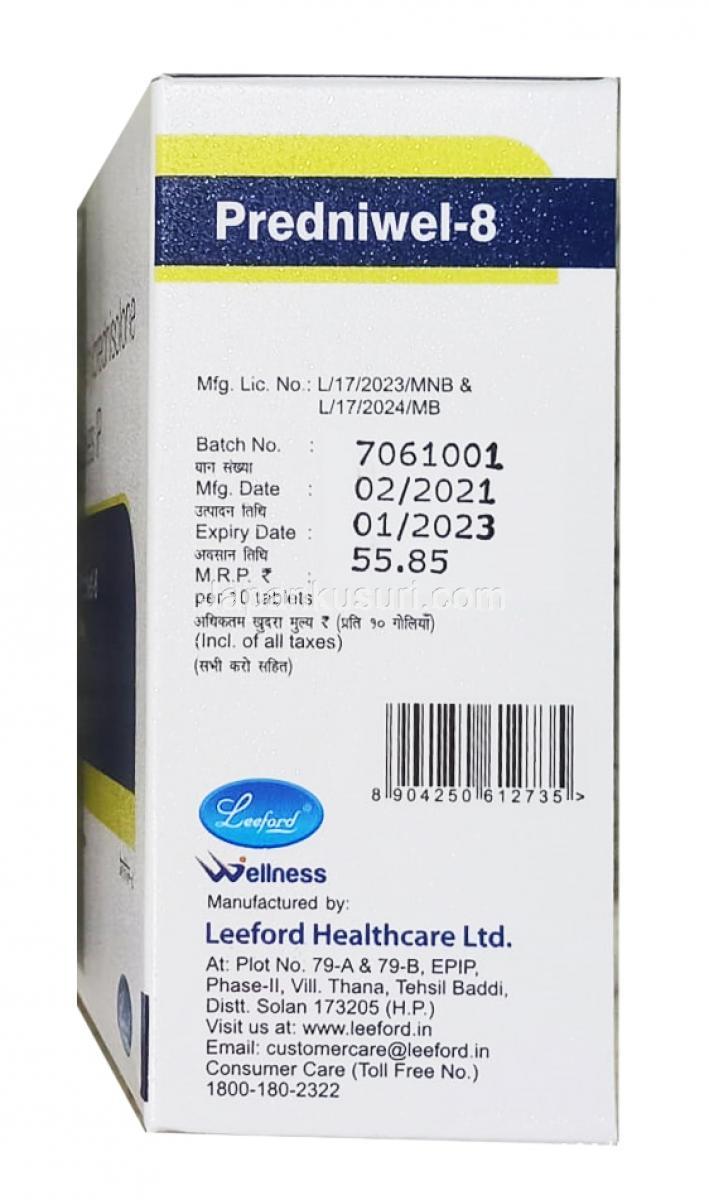 Predniwel-8
Mfg. Lic. No.: L/17/2023/MNB &
L/17/2024/MB
Batch No. : 7061001
घान संख्या
Mfg. Date : 02/2021
उत्पादन तिथि
Expiry Date : 01/2023
अवसान तिथि
M.R.P. ₹ : 55.85
per 10 tablets
japankusuri.com
अधिकतम खुदरा मुल्य ₹ (प्रति १० गोलियाँ)
(Incl. of all taxes)
(सभी करो सहित)
8 904250 612735 >
Leeford®
Wellness
Manufactured by:
Leeford Healthcare Ltd.
At: Plot No. 79-A & 79-B, EPIP,
Phase-II, Vill. Thana, Tehsil Baddi,
Distt. Solan 173205 (H.P.)
Visit us at: www.leeford.in
Email: customercare@leeford.in
Consumer Care (Toll Free No.)
1800-180-2322